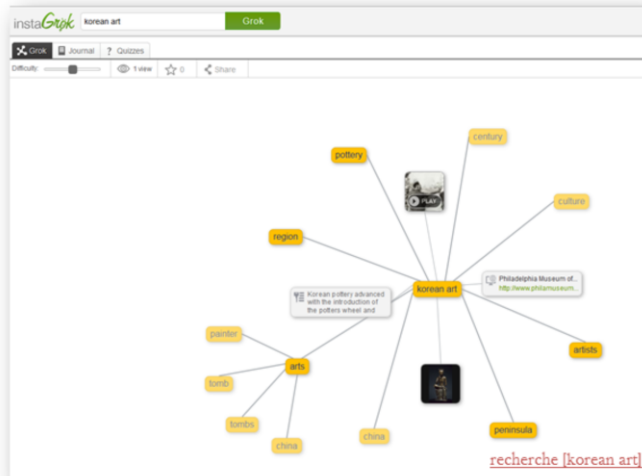 instaGrok
korean art
Grok
Grok
Journal
? Quizzes
Difficulty:
1 view
0
Share
century
pottery
PLAY
culture
region
korean art
Philadelphia Museum of...
http://www.philamuseum...
Korean pottery advanced
with the introduction of
the potters wheel and
painter
artists
arts
tomb
tombs
china
china
peninsula
recherche [korean art]